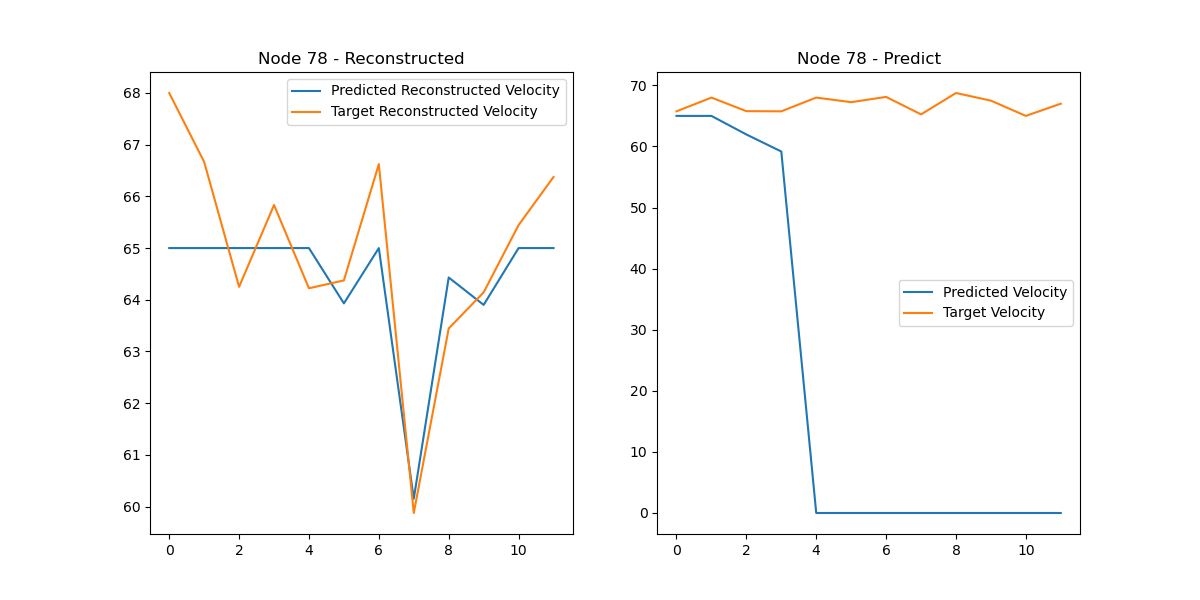 Node 78 - Reconstructed
Predicted Reconstructed Velocity
Target Reconstructed Velocity
68
67
66
65
64
63
62
61
60
0 2 4 6 8 10
Node 78 - Predict
Predicted Velocity
Target Velocity
70
60
50
40
30
20
10
0
0 2 4 6 8 10